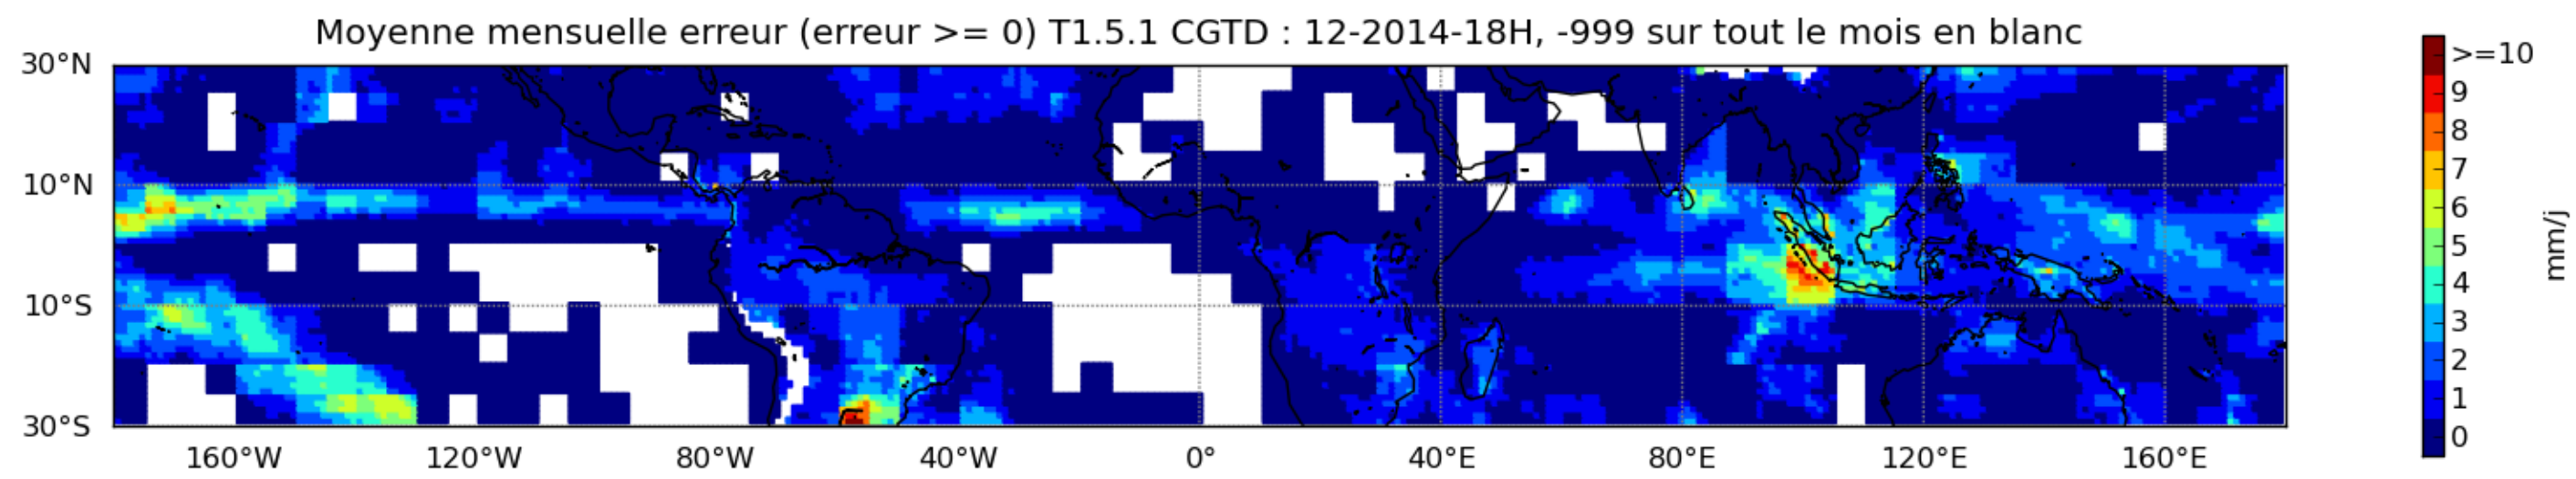 Moyenne mensuelle erreur (erreur >= 0) T1.5.1 CGTD : 12-2014-18H, -999 sur tout le mois en blanc
30°N
10°N
10°S
30°S
160°W 120°W 80°W 40°W 0° 40°E 80°E 120°E 160°E
>=10
9
8
7
6
5
4
3
2
1
0
mm/j